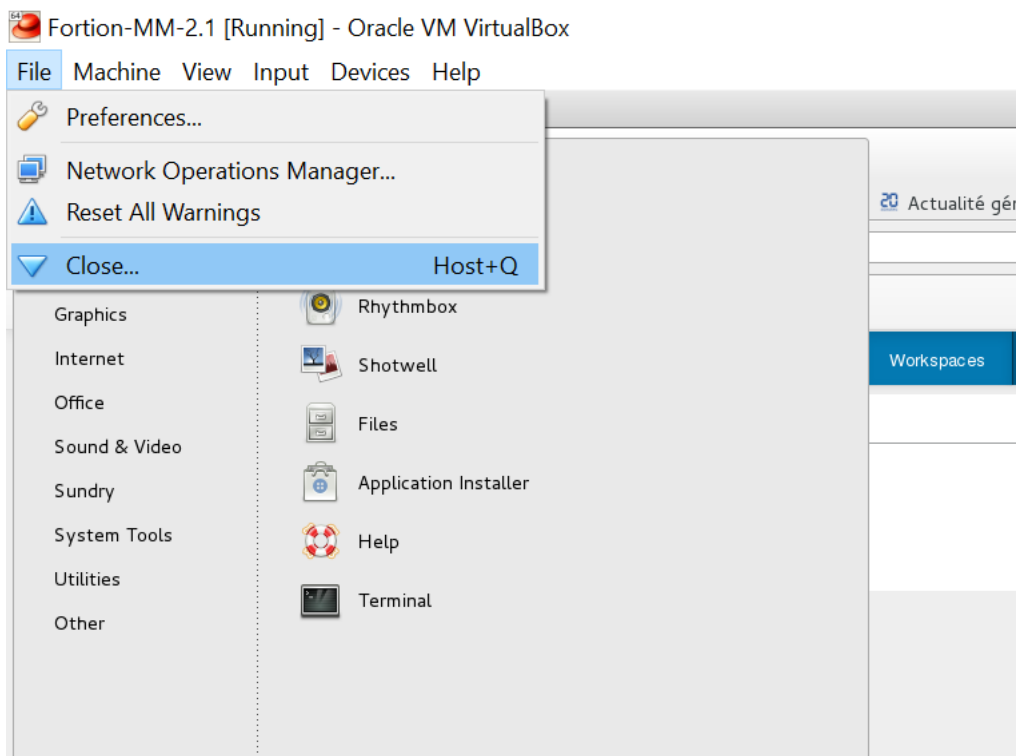 64
Fortion-MM-2.1 [Running] - Oracle VM VirtualBox
File Machine View Input Devices Help
Preferences...
Network Operations Manager...
Reset All Warnings
Close... Host+Q
20 Actualité
Graphics
Internet
Office
Sound & Video
Sundry
System Tools
Utilities
Other
Rhythmbox
Shotwell
Files
Application Installer
Help
Terminal
Workspaces